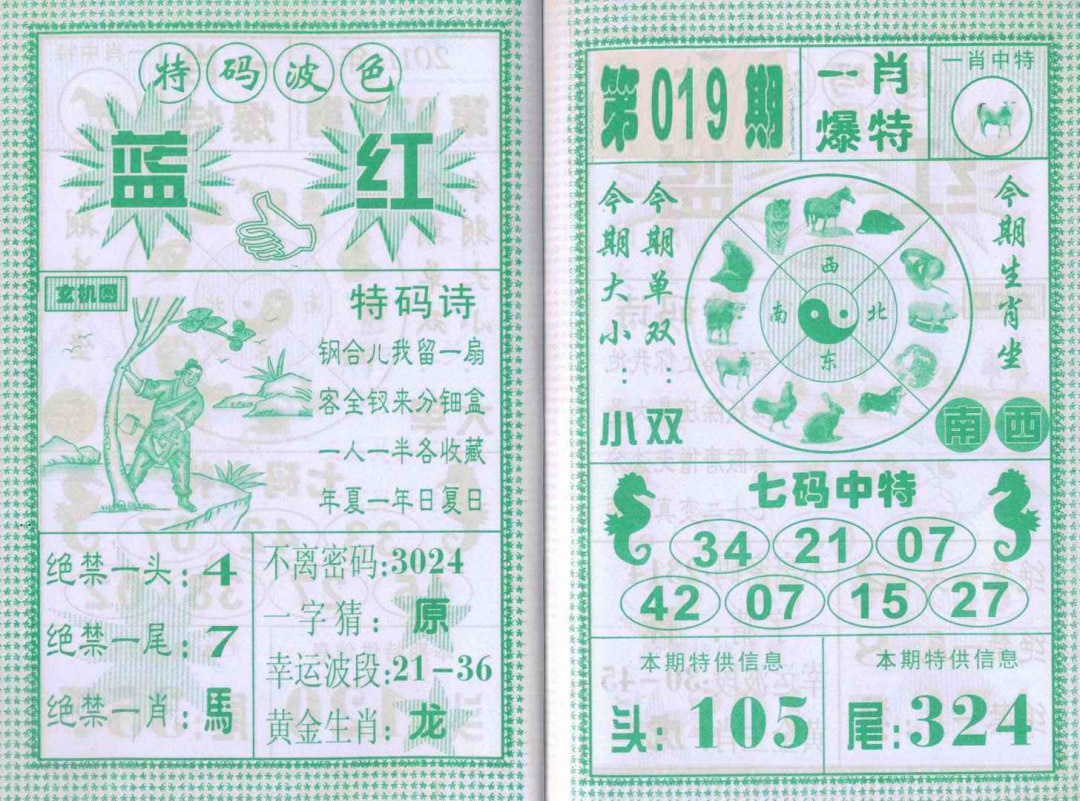 特码波色
蓝 红
玄机图
特码诗
钢合儿我留一扇
客全钗来分钿盒
一人一半各收藏
年夏一年日复日
绝禁一头:4
绝禁一尾:7
绝禁一肖:馬
不离密码:3024
一字猜:原
幸运波段:21-36
黄金生肖:龙
第019期
一肖
爆特
一肖中特
今期大小:小
今期单双:双
西
南 北
东
今期生肖坐
南西
七码中特
34 21 07
42 07 15 27
本期特供信息
头:105
本期特供信息
尾:324